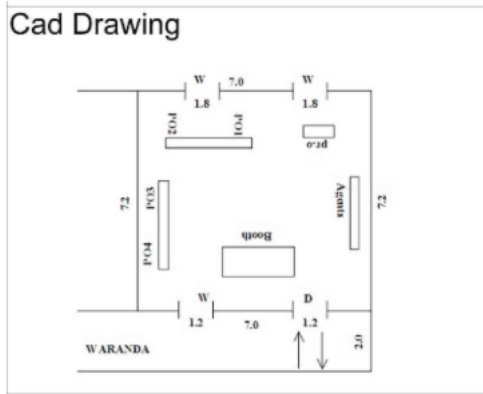 Cad Drawing
W 7.0 W
1.8 1.8
PO2 PO1
pr.o
7.2 PO3 Agents 7.2
PO4 Booth
W D
1.2 7.0 1.2
WARANDA 2.0